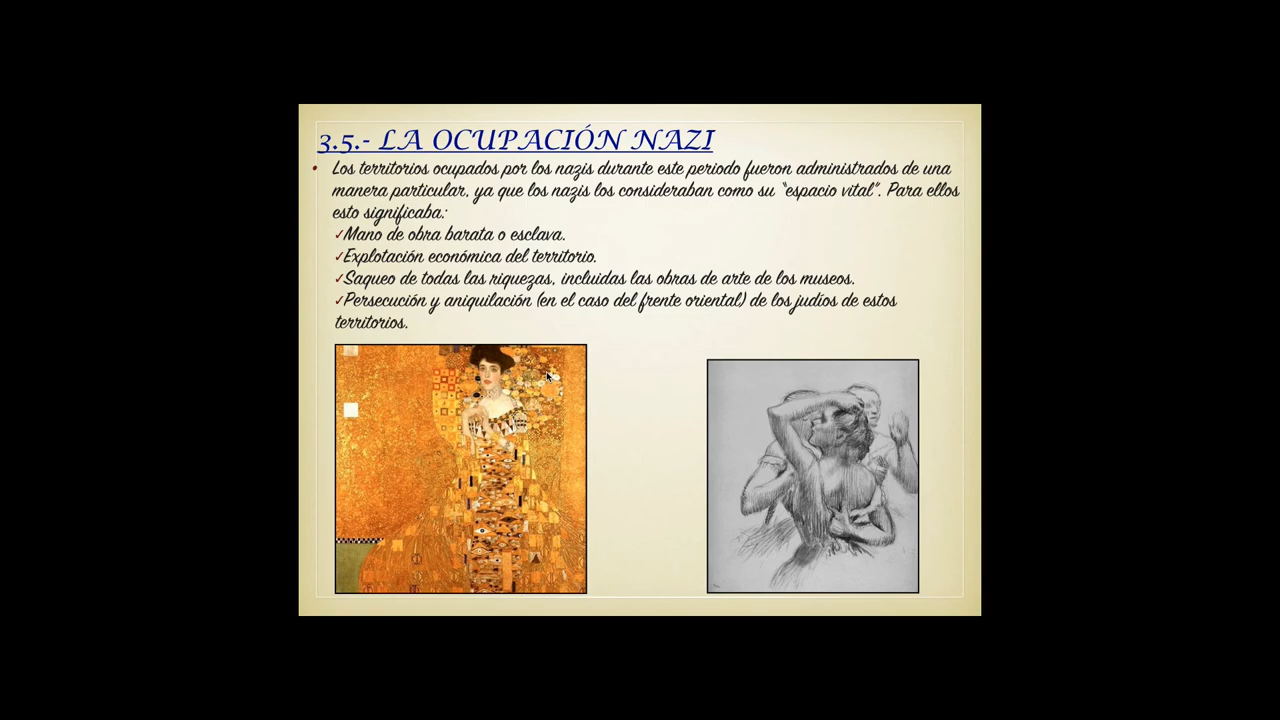 3.5.- LA OCUPACIÓN NAZI
• Los territorios ocupados por los nazis durante este periodo fueron administrados de una
manera particular, ya que los nazis los consideraban como su “espacio vital”. Para ellos
esto significaba:
✓Mano de obra barata o esclava.
✓Explotación económica del territorio.
✓Saqueo de todas las riquezas, incluidas las obras de arte de los museos.
✓Persecución y aniquilación (en el caso del frente oriental) de los judíos de estos
territorios.